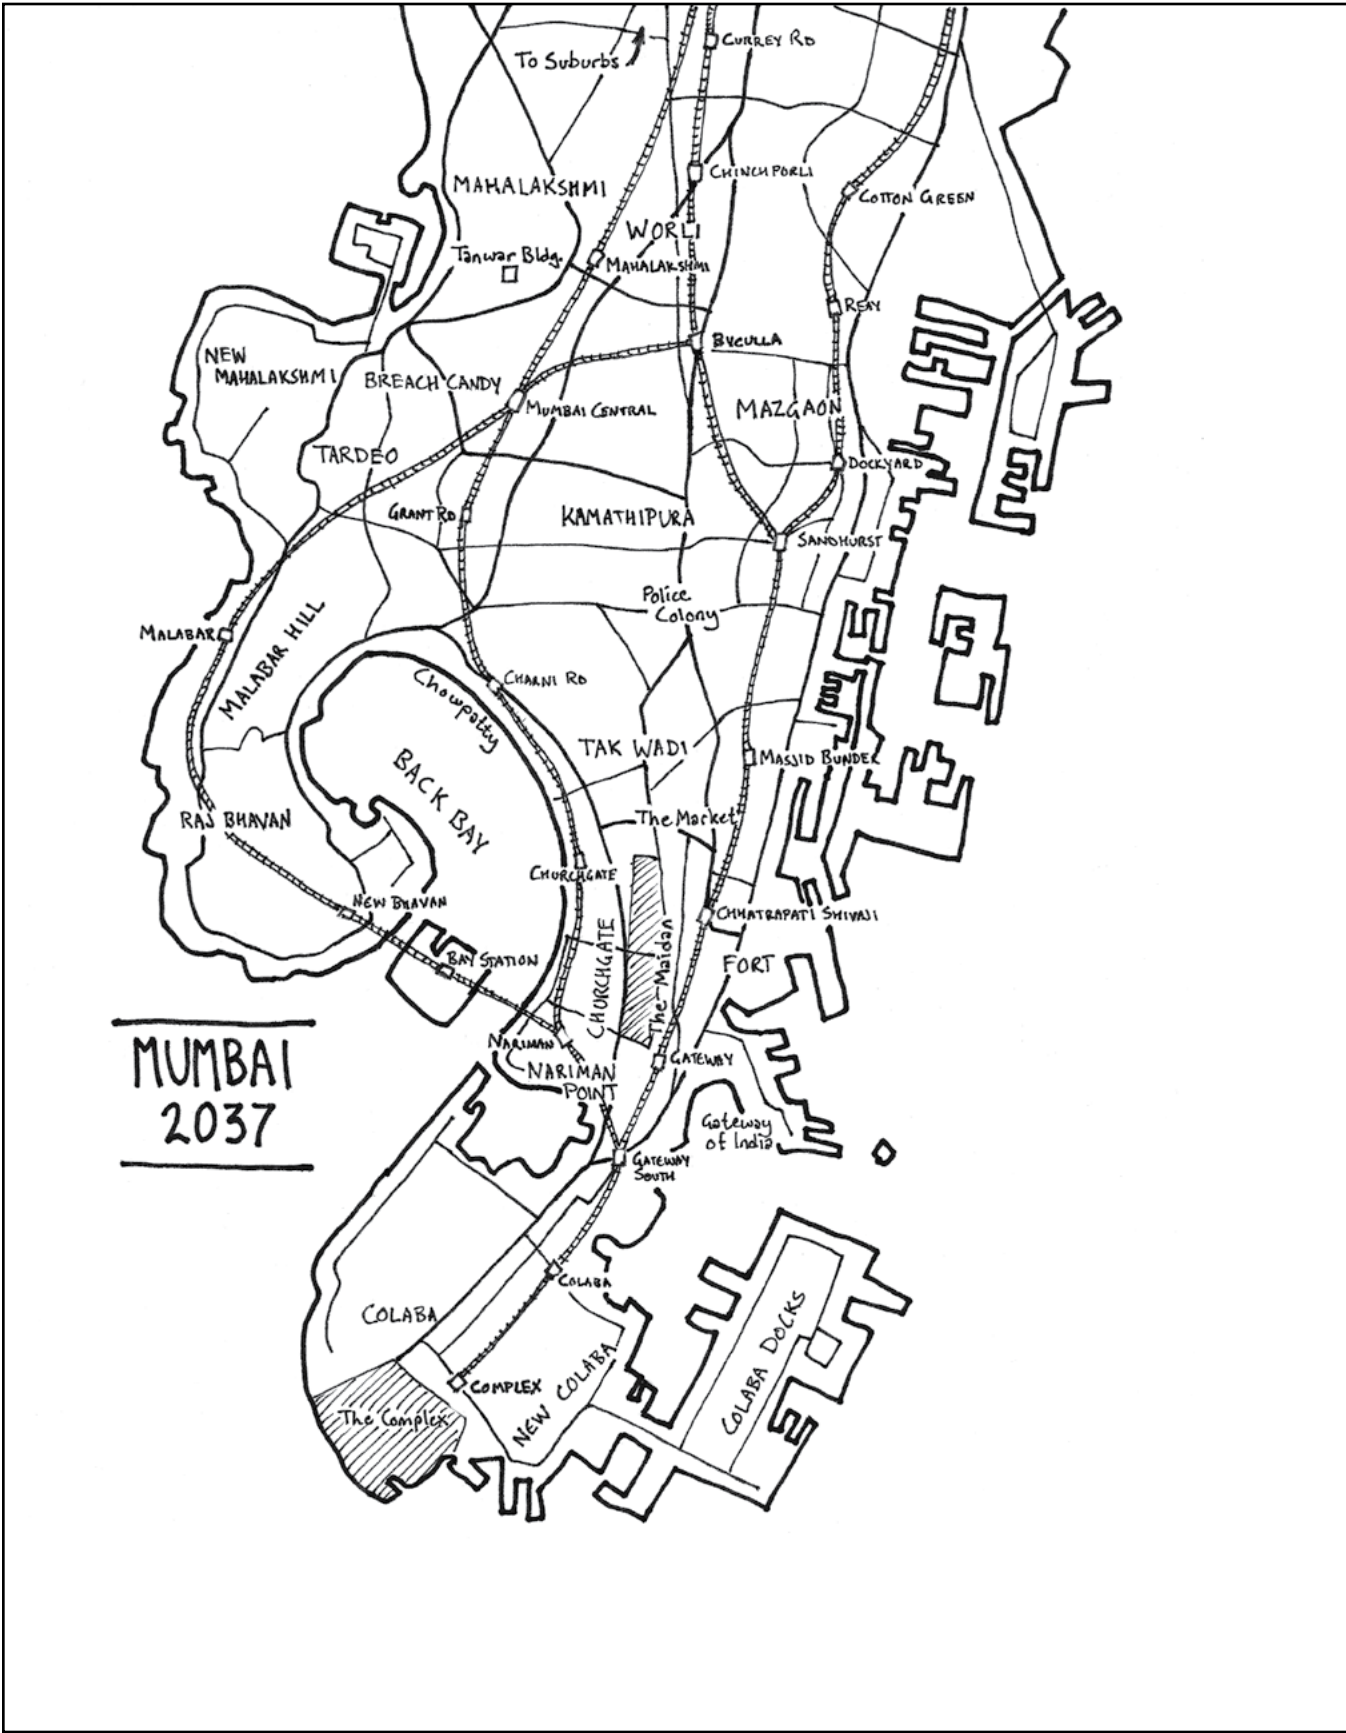 CURREY RD
To Suburbs
CHINCHPORLI
MAHALAKSHMI
COTTON GREEN
WORLI
Tanwar Bldg.
MAHALAKSHMI
REAY
BYCULLA
NEW
MAHALAKSHMI
BREACH CANDY
MUMBAI CENTRAL
MAZGAON
TARDEO
DOCKYARD
GRANT RD
KAMATHIPURA
SANDHURST
Police
Colony
MALABAR
MALABAR HILL
CHARNI RD
Chowpatty
TAK WADI
MASJID BUNDER
BACK BAY
RAJ BHAVAN
The Market
CHURCHGATE
NEW BHAVAN
CHHATRAPATI SHIVAJI
CHURCHGATE
The Maidan
BAY STATION
FORT
MUMBAI
2037
NARIMAN
NARIMAN
POINT
GATEWAY
Gateway
of India
GATEWAY
SOUTH
COLABA
COLABA
COLABA DOCKS
COMPLEX
NEW COLABA
The Complex